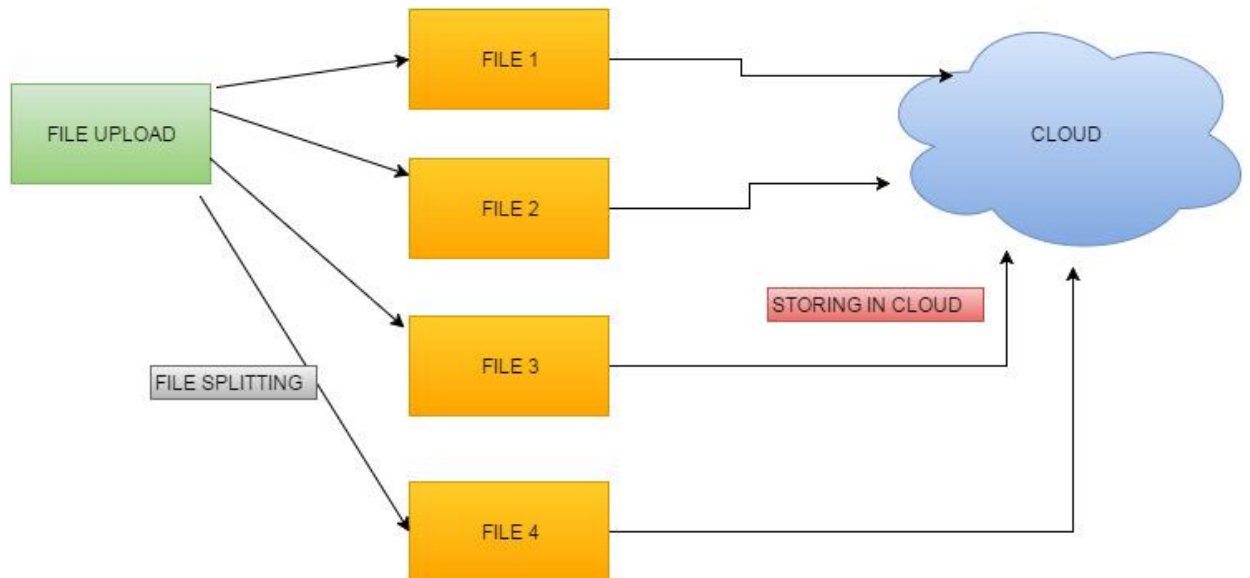 FILE 1
FILE UPLOAD
CLOUD
FILE 2
STORING IN CLOUD
FILE 3
FILE SPLITTING
FILE 4